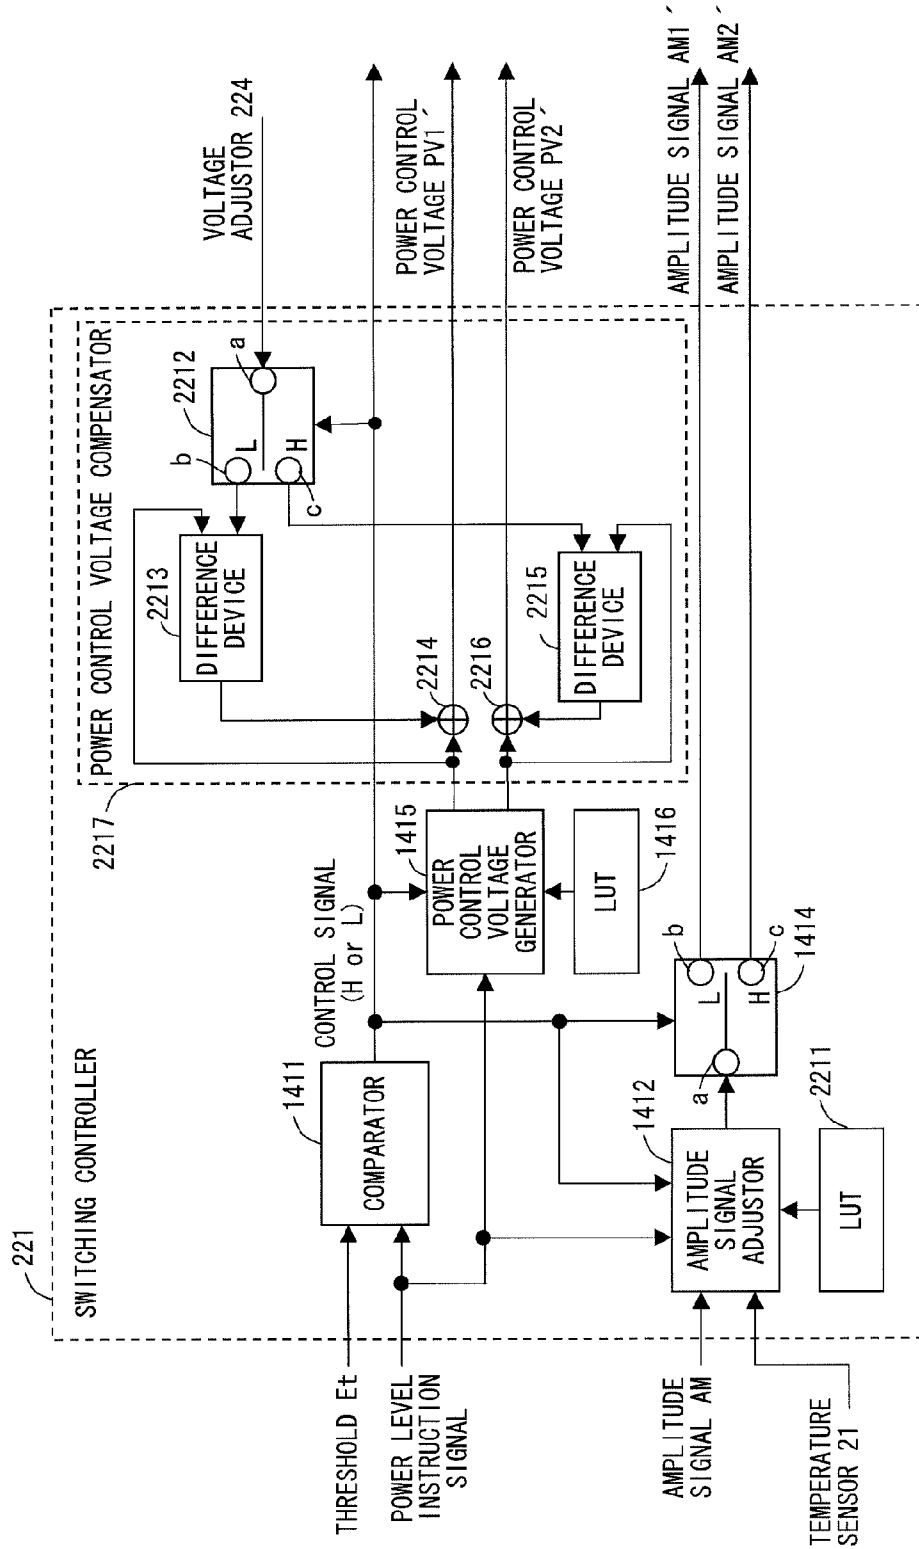 221
SWITCHING CONTROLLER
2217
POWER CONTROL VOLTAGE COMPENSATOR
VOLTAGE
ADJUSTOR 224
2212
a
b
L
H
c
2213
DIFFERENCE
DEVICE
2214
2216
2215
DIFFERENCE
DEVICE
POWER CONTROL
VOLTAGE PV1´
POWER CONTROL
VOLTAGE PV2´
THRESHOLD Et
POWER LEVEL
INSTRUCTION
SIGNAL
1411
COMPARATOR
CONTROL SIGNAL
(H or L)
1415
POWER
CONTROL
VOLTAGE
GENERATOR
LUT
1416
AMPLITUDE
SIGNAL AM
TEMPERATURE
SENSOR 21
1412
AMPLITUDE
SIGNAL
ADJUSTOR
2211
LUT
a
b
L
H
c
1414
AMPLITUDE SIGNAL AM1´
AMPLITUDE SIGNAL AM2´